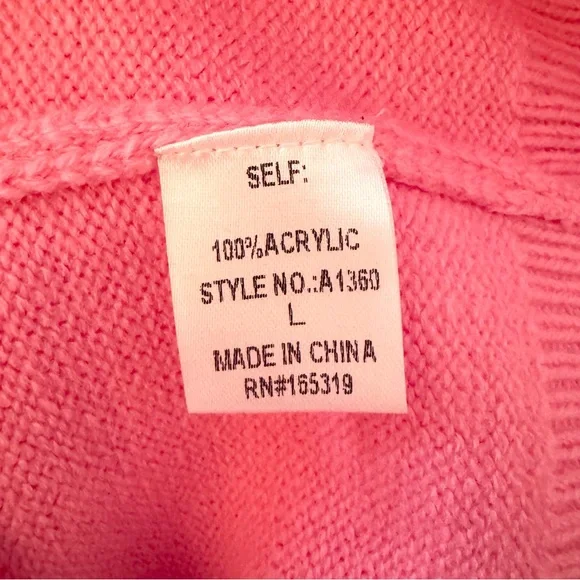 SELF:
100%ACRYLIC
STYLE NO.:A1360
L
MADE IN CHINA
RN#165319